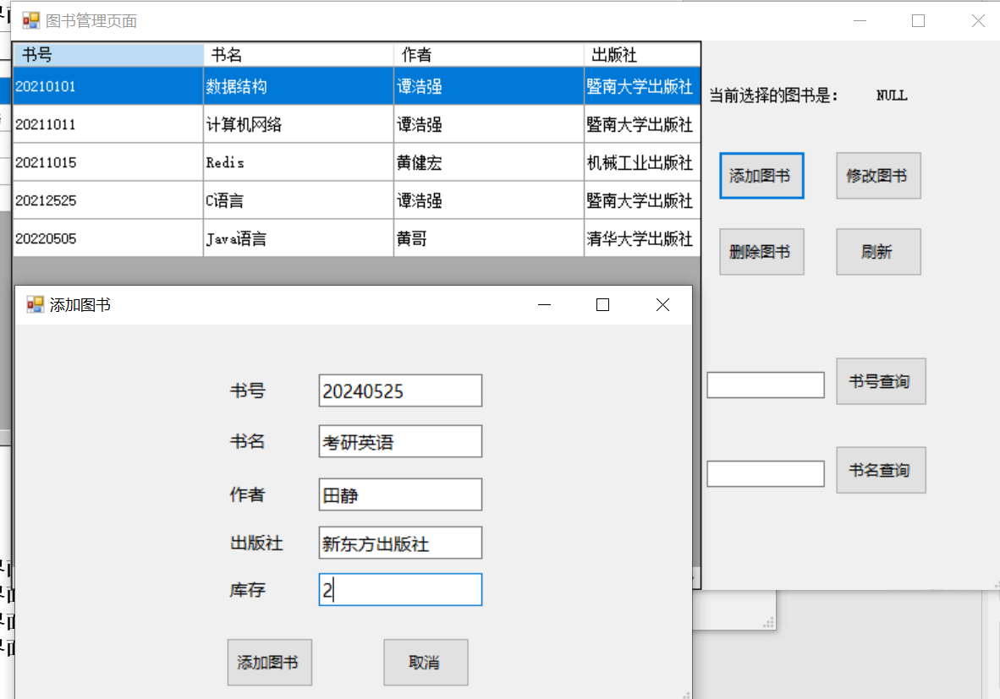 图书管理页面
书号 书名 作者 出版社
20210101 数据结构 谭浩强 暨南大学出版社
20211011 计算机网络 谭浩强 暨南大学出版社
20211015 Redis 黄健宏 机械工业出版社
20212525 C语言 谭浩强 暨南大学出版社
20220505 Java语言 黄哥 清华大学出版社
当前选择的图书是： NULL
添加图书 修改图书
删除图书 刷新
书号查询
书名查询
添加图书
书号 20240525
书名 考研英语
作者 田静
出版社 新东方出版社
库存 2
添加图书 取消